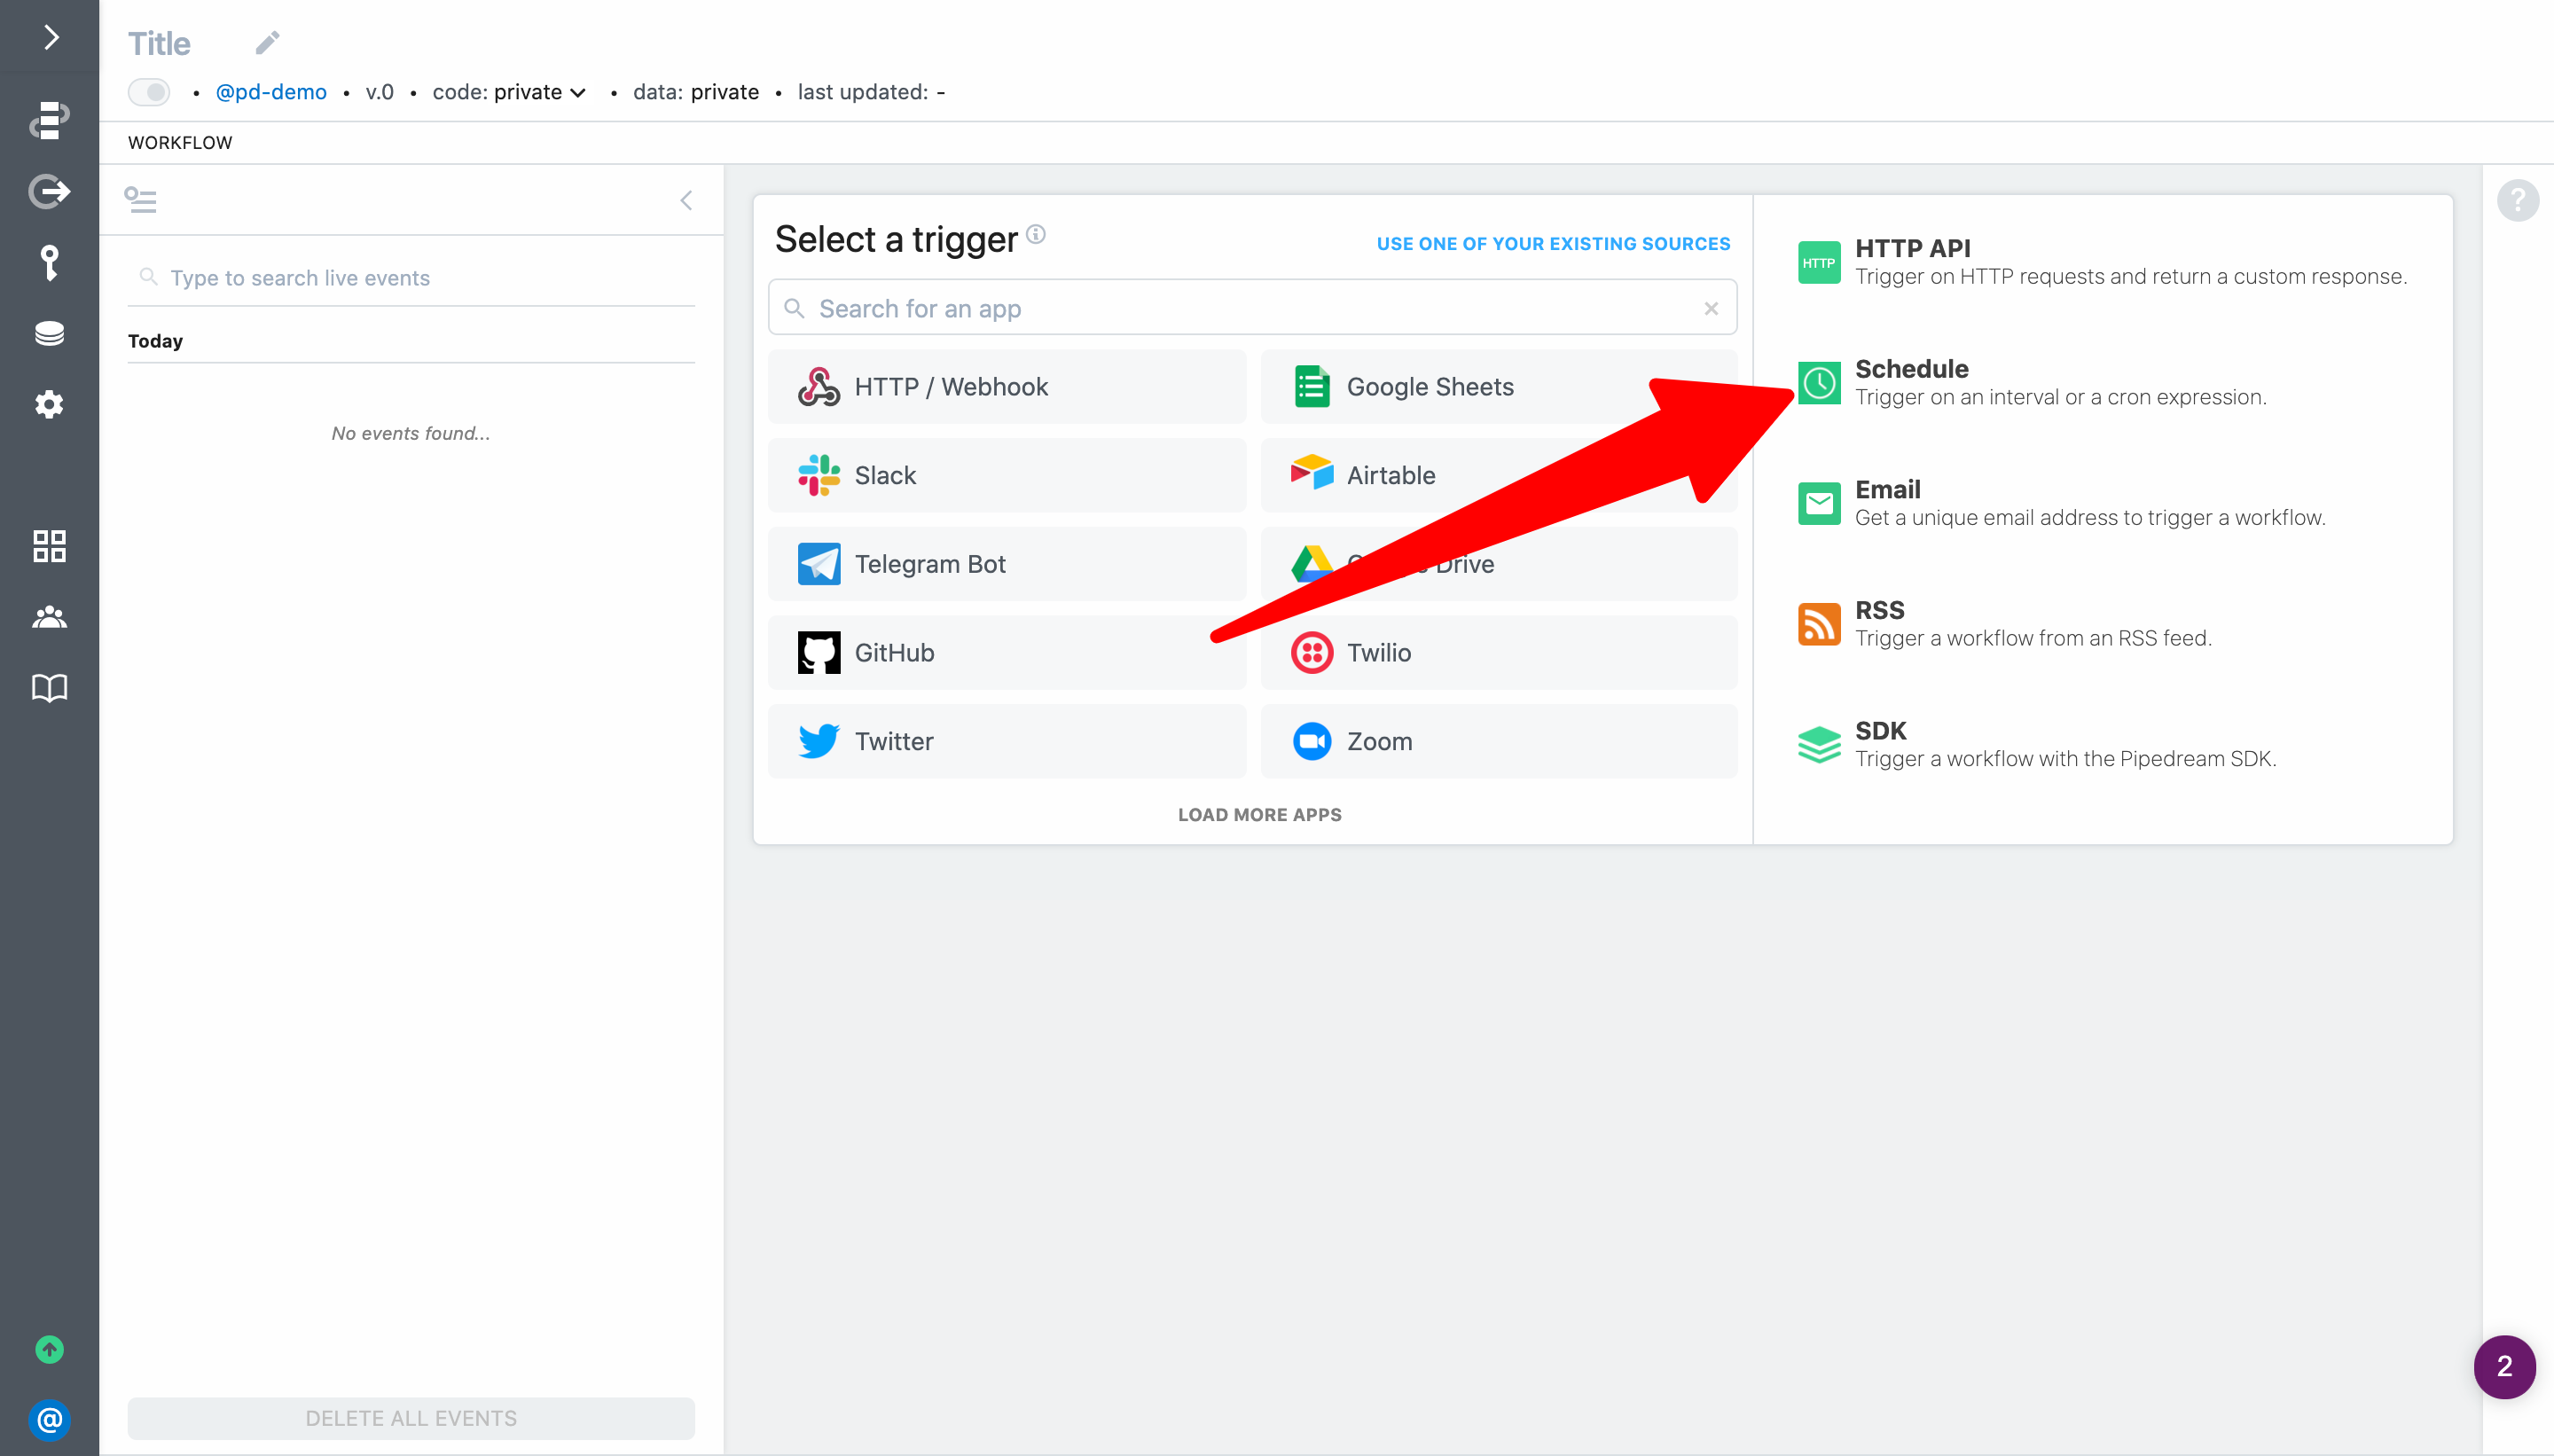 Title
• @pd-demo • v.0 • code: private • data: private • last updated: -
WORKFLOW
Type to search live events
Today
No events found...
DELETE ALL EVENTS
Select a trigger
USE ONE OF YOUR EXISTING SOURCES
Search for an app
HTTP / Webhook
Google Sheets
Slack
Airtable
Telegram Bot
Drive
GitHub
Twilio
Twitter
Zoom
LOAD MORE APPS
HTTP
HTTP API
Trigger on HTTP requests and return a custom response.
Schedule
Trigger on an interval or a cron expression.
Email
Get a unique email address to trigger a workflow.
RSS
Trigger a workflow from an RSS feed.
SDK
Trigger a workflow with the Pipedream SDK.
?
2
@